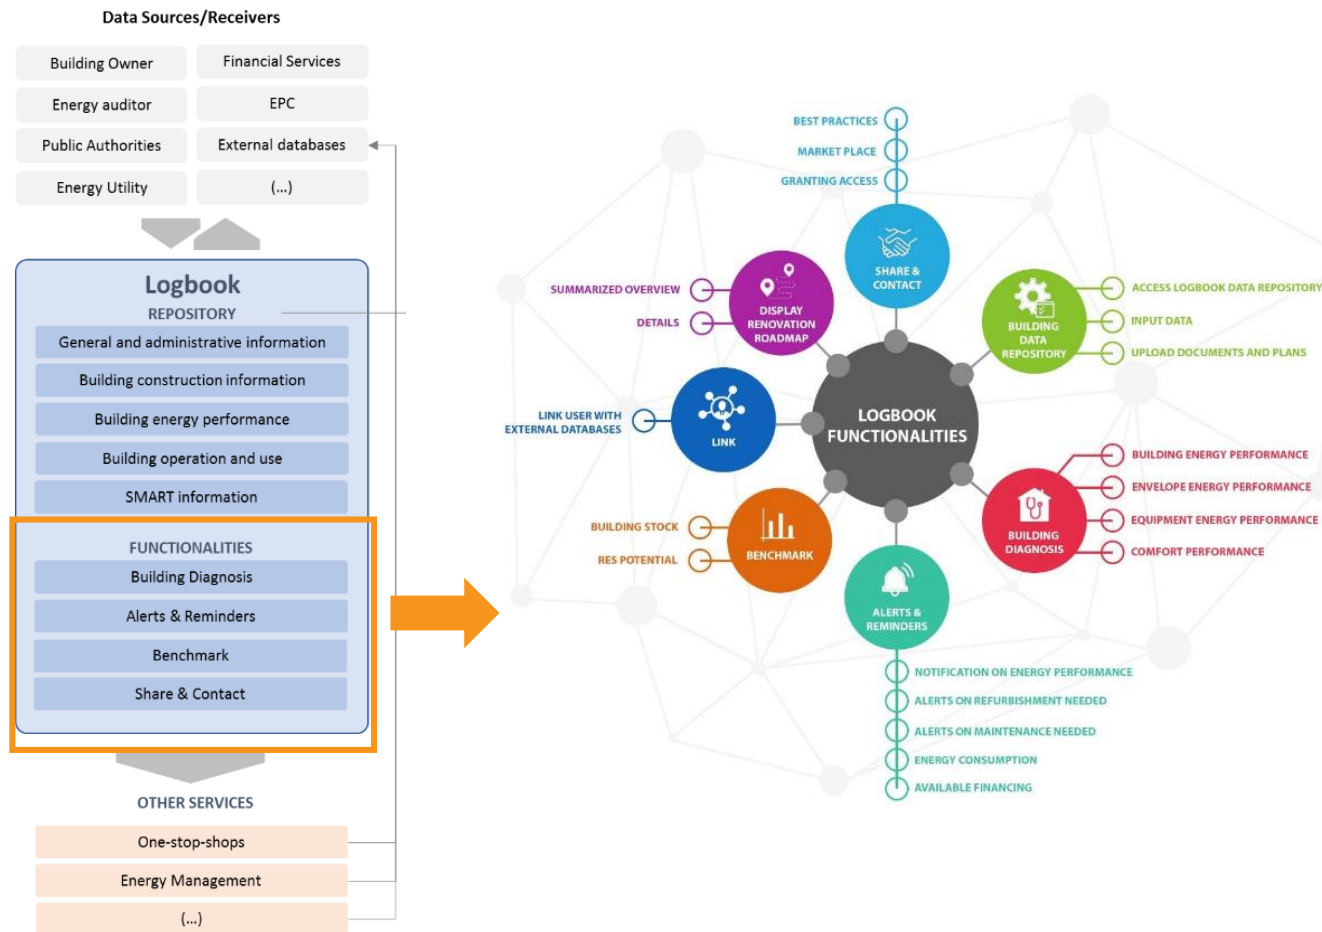 Data Sources/Receivers
Building Owner
Financial Services
Energy auditor
EPC
Public Authorities
External databases
Energy Utility
(...)
Logbook
REPOSITORY
General and administrative information
Building construction information
Building energy performance
Building operation and use
SMART information
FUNCTIONALITIES
Building Diagnosis
Alerts & Reminders
Benchmark
Share & Contact
OTHER SERVICES
One-stop-shops
Energy Management
(...)
BEST PRACTICES
MARKET PLACE
GRANTING ACCESS
SHARE &
CONTACT
SUMMARIZED OVERVIEW
DETAILS
DISPLAY
RENOVATION
ROADMAP
BUILDING
DATA
REPOSITORY
ACCESS LOGBOOK DATA REPOSITORY
INPUT DATA
UPLOAD DOCUMENTS AND PLANS
LINK USER WITH
EXTERNAL DATABASES
LINK
LOGBOOK
FUNCTIONALITIES
BUILDING STOCK
RES POTENTIAL
BENCHMARK
BUILDING
DIAGNOSIS
BUILDING ENERGY PERFORMANCE
ENVELOPE ENERGY PERFORMANCE
EQUIPMENT ENERGY PERFORMANCE
COMFORT PERFORMANCE
ALERTS &
REMINDERS
NOTIFICATION ON ENERGY PERFORMANCE
ALERTS ON REFURBISHMENT NEEDED
ALERTS ON MAINTENANCE NEEDED
ENERGY CONSUMPTION
AVAILABLE FINANCING